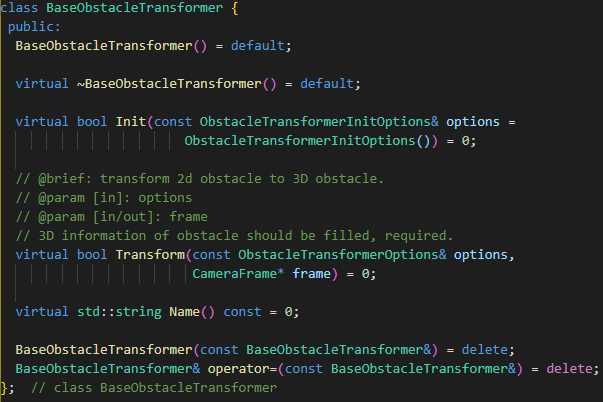 class BaseObstacleTransformer {
 public:
  BaseObstacleTransformer() = default;

  virtual ~BaseObstacleTransformer() = default;

  virtual bool Init(const ObstacleTransformerInitOptions& options =
                        ObstacleTransformerInitOptions()) = 0;

  // @brief: transform 2d obstacle to 3D obstacle.
  // @param [in]: options
  // @param [in/out]: frame
  // 3D information of obstacle should be filled, required.
  virtual bool Transform(const ObstacleTransformerOptions& options,
                         CameraFrame* frame) = 0;

  virtual std::string Name() const = 0;

  BaseObstacleTransformer(const BaseObstacleTransformer&) = delete;
  BaseObstacleTransformer& operator=(const BaseObstacleTransformer&) = delete;
};  // class BaseObstacleTransformer